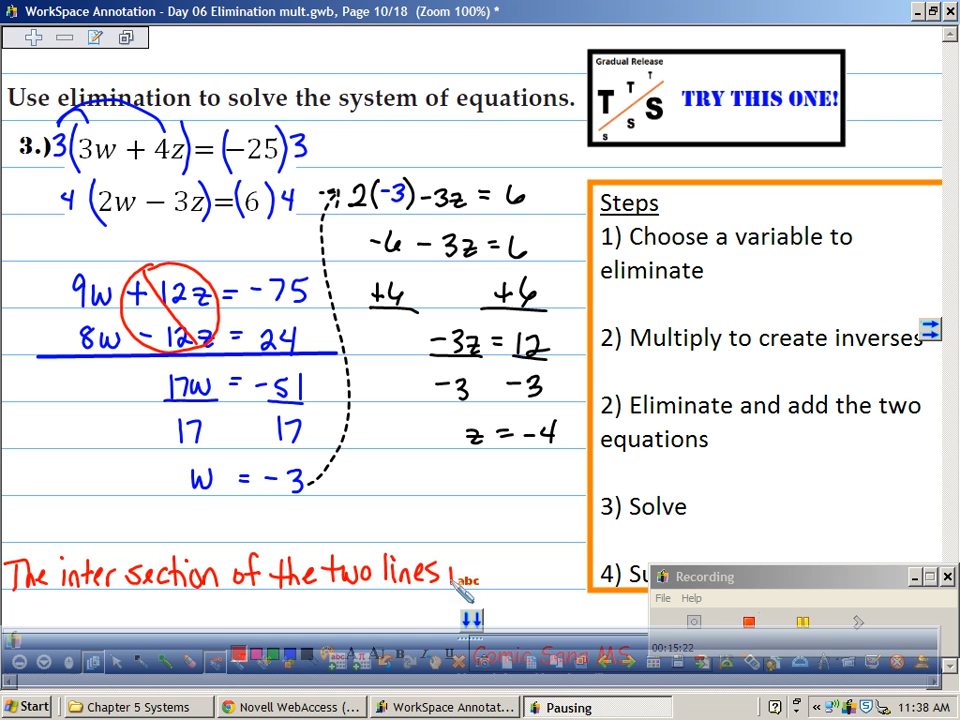 WorkSpace Annotation - Day 06 Elimination mult.gwb, Page 10/18 (Zoom 100%) *
Gradual Release
T T T S S S
TRY THIS ONE!
Use elimination to solve the system of equations.
3.) 3(3w + 4z) = (−25)3
4(2w − 3z) = (6)4
9w + 12z = -75
8w - 12z = 24
17w = -51
17 17
w = -3
2(-3) -3z = 6
-6 - 3z = 6
+6 +6
-3z = 12
-3 -3
z = -4
The intersection of the two lines
abc
Steps
1) Choose a variable to
eliminate
2) Multiply to create inverses
2) Eliminate and add the two
equations
3) Solve
4) Su
Recording
File Help
00:15:22
Comic Sans MS
Start
Chapter 5 Systems
Novell WebAccess (...
WorkSpace Annotat...
Pausing
11:38 AM